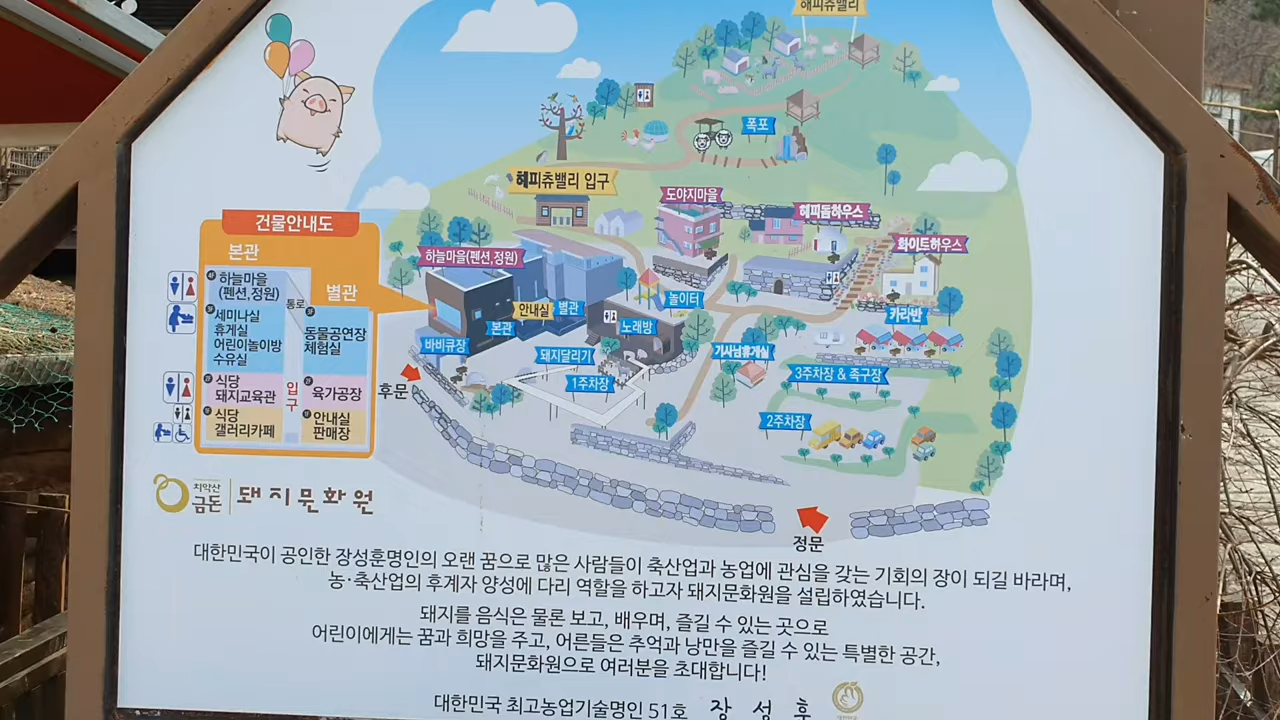 해피츄밸리
폭포
해피츄밸리 입구
도야지마을
해피돔하우스
화이트하우스
하늘마을(펜션,정원)
놀이터
안내실
별관
본관
노래방
카라반
바비큐장
돼지달리기
기사님휴게실
1주차장
3주차장 & 족구장
2주차장
후문
정문
건물안내도
본관
별관
4F 하늘마을
(펜션,정원)
통로
3F 세미나실
휴게실
어린이놀이방
수유실
3F 동물공연장
체험실
2F 식당
돼지교육관
입구
2F 육가공장
1F 식당
갤러리카페
1F 안내실
판매장
치악산
금돈
돼지문화원
대한민국이 공인한 장성훈명인의 오랜 꿈으로 많은 사람들이 축산업과 농업에 관심을 갖는 기회의 장이 되길 바라며,
농·축산업의 후계자 양성에 다리 역할을 하고자 돼지문화원을 설립하였습니다.
돼지를 음식은 물론 보고, 배우며, 즐길 수 있는 곳으로
어린이에게는 꿈과 희망을 주고, 어른들은 추억과 낭만을 즐길 수 있는 특별한 공간,
돼지문화원으로 여러분을 초대합니다!
대한민국 최고농업기술명인 51호 장 성 훈